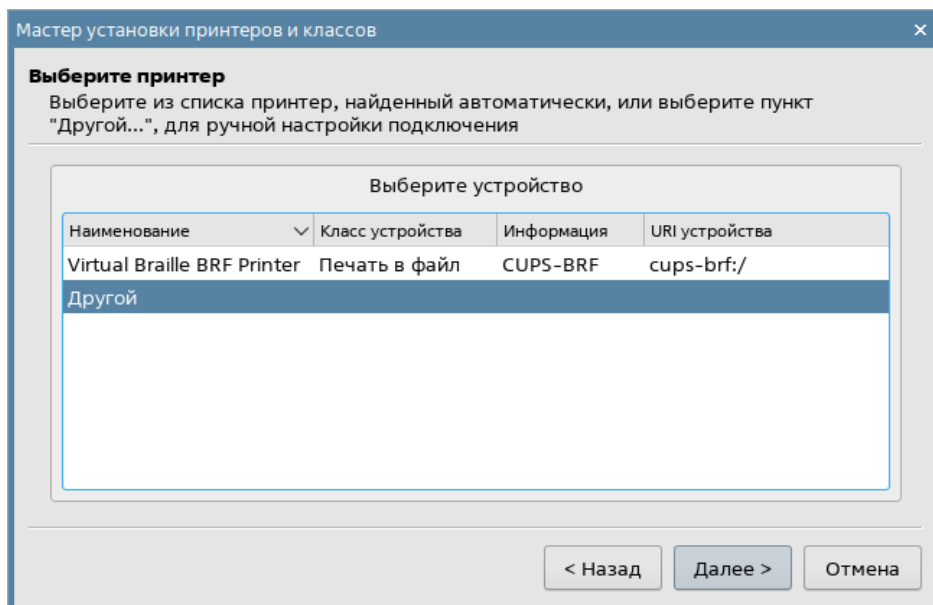 Мастер установки принтеров и классов
Выберите принтер
Выберите из списка принтер, найденный автоматически, или выберите пункт
"Другой...", для ручной настройки подключения
Выберите устройство
Наименование Класс устройства Информация URI устройства
Virtual Braille BRF Printer Печать в файл CUPS-BRF cups-brf:/
Другой
< Назад Далее > Отмена